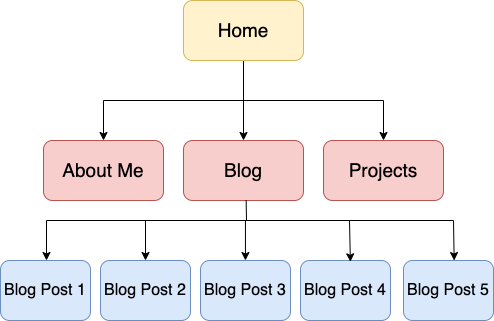 Home
About Me
Blog
Projects
Blog Post 1
Blog Post 2
Blog Post 3
Blog Post 4
Blog Post 5